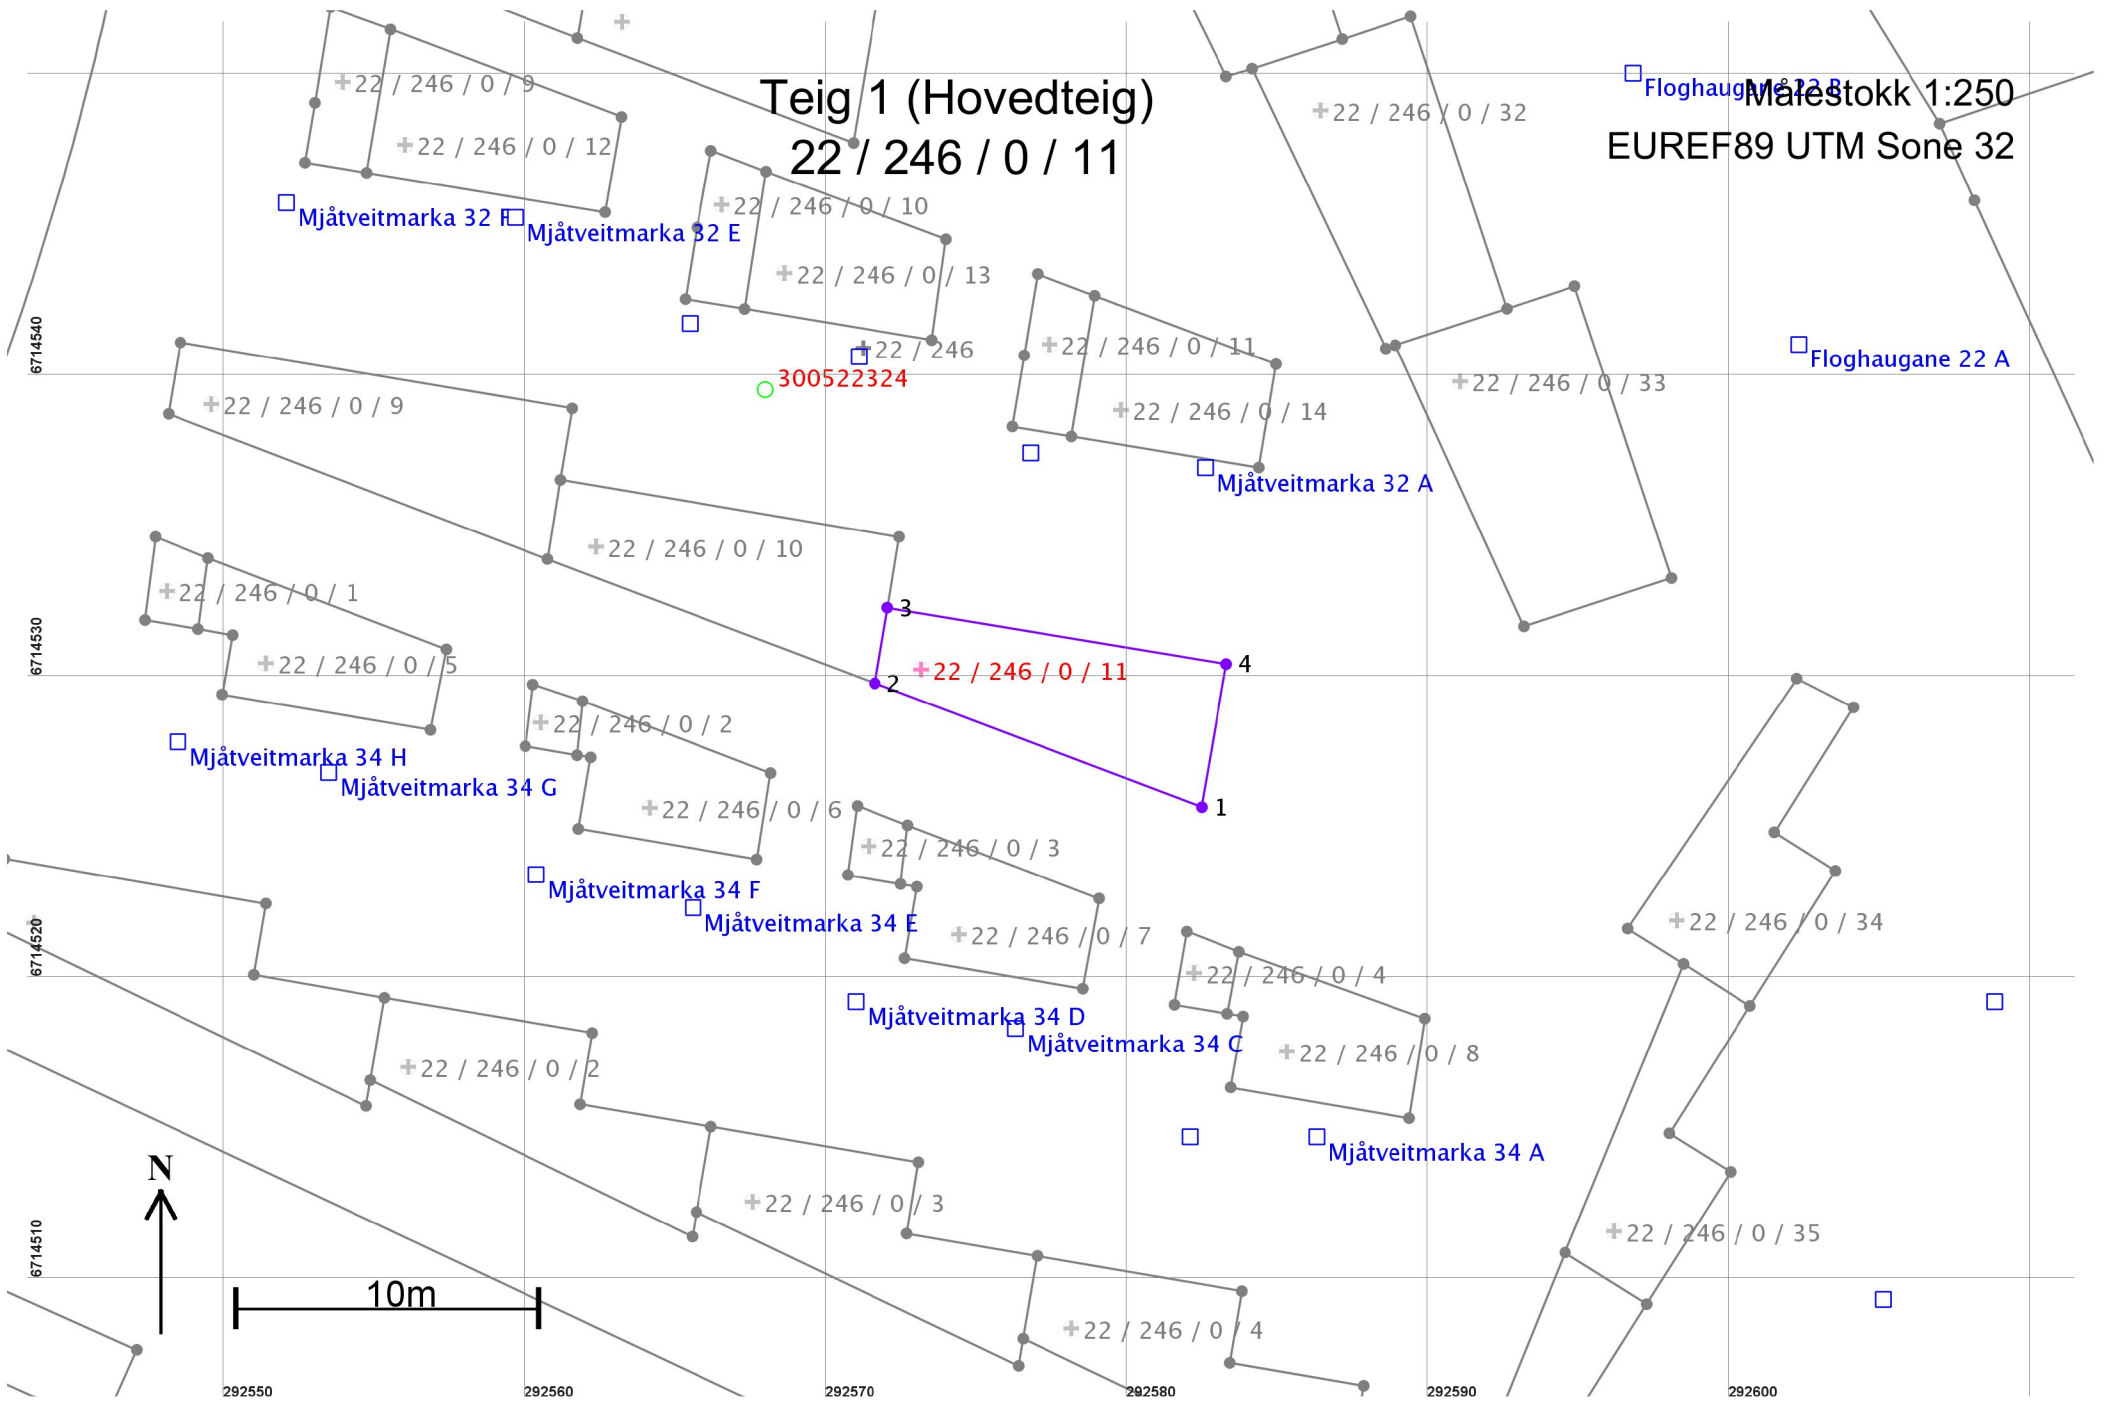 Teig 1 (Hovedteig)
22 / 246 / 0 / 11
Målestokk 1:250
EUREF89 UTM Sone 32
22 / 246 / 0 / 9
22 / 246 / 0 / 12
22 / 246 / 0 / 32
Floghaugane 22 B
Mjåtveitmarka 32 F
Mjåtveitmarka 32 E
22 / 246 / 0 / 10
22 / 246 / 0 / 13
22 / 246
300522324
22 / 246 / 0 / 11
22 / 246 / 0 / 14
22 / 246 / 0 / 33
Floghaugane 22 A
Mjåtveitmarka 32 A
6714540
22 / 246 / 0 / 9
22 / 246 / 0 / 10
22 / 246 / 0 / 1
3
4
22 / 246 / 0 / 11
2
1
6714530
22 / 246 / 0 / 5
22 / 246 / 0 / 2
Mjåtveitmarka 34 H
Mjåtveitmarka 34 G
22 / 246 / 0 / 6
22 / 246 / 0 / 3
Mjåtveitmarka 34 F
Mjåtveitmarka 34 E
22 / 246 / 0 / 7
22 / 246 / 0 / 34
6714520
22 / 246 / 0 / 4
Mjåtveitmarka 34 D
Mjåtveitmarka 34 C
22 / 246 / 0 / 8
22 / 246 / 0 / 2
Mjåtveitmarka 34 A
22 / 246 / 0 / 3
22 / 246 / 0 / 35
N
6714510
10m
22 / 246 / 0 / 4
292550
292560
292570
292580
292590
292600